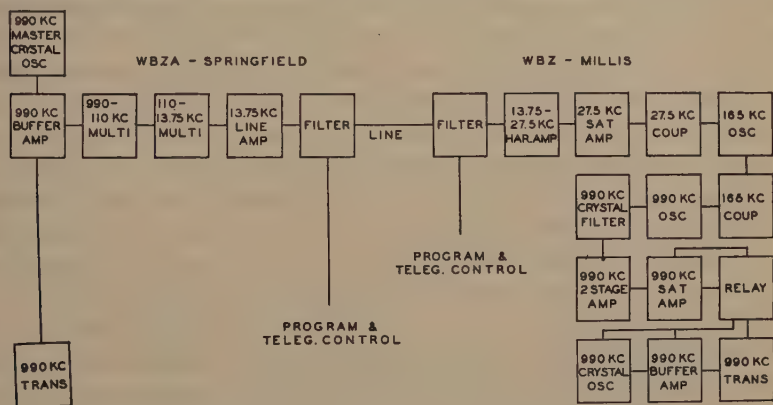 990 KC
MASTER
CRYSTAL
OSC
WBZA - SPRINGFIELD
WBZ - MILLIS
990 KC
BUFFER
AMP
990-
110 KC
MULTI
110-
13.75 KC
MULTI
13.75 KC
LINE
AMP
FILTER
LINE
FILTER
13.75-
27.5 KC
HAR.AMP
27.5 KC
SAT
AMP
27.5 KC
COUP
165 KC
OSC
990 KC
CRYSTAL
FILTER
990 KC
OSC
165 KC
COUP
PROGRAM &
TELEG. CONTROL
990 KC
2 STAGE
AMP
990 KC
SAT
AMP
RELAY
PROGRAM &
TELEG. CONTROL
990 KC
TRANS
990 KC
CRYSTAL
OSC
990 KC
BUFFER
AMP
990 KC
TRANS